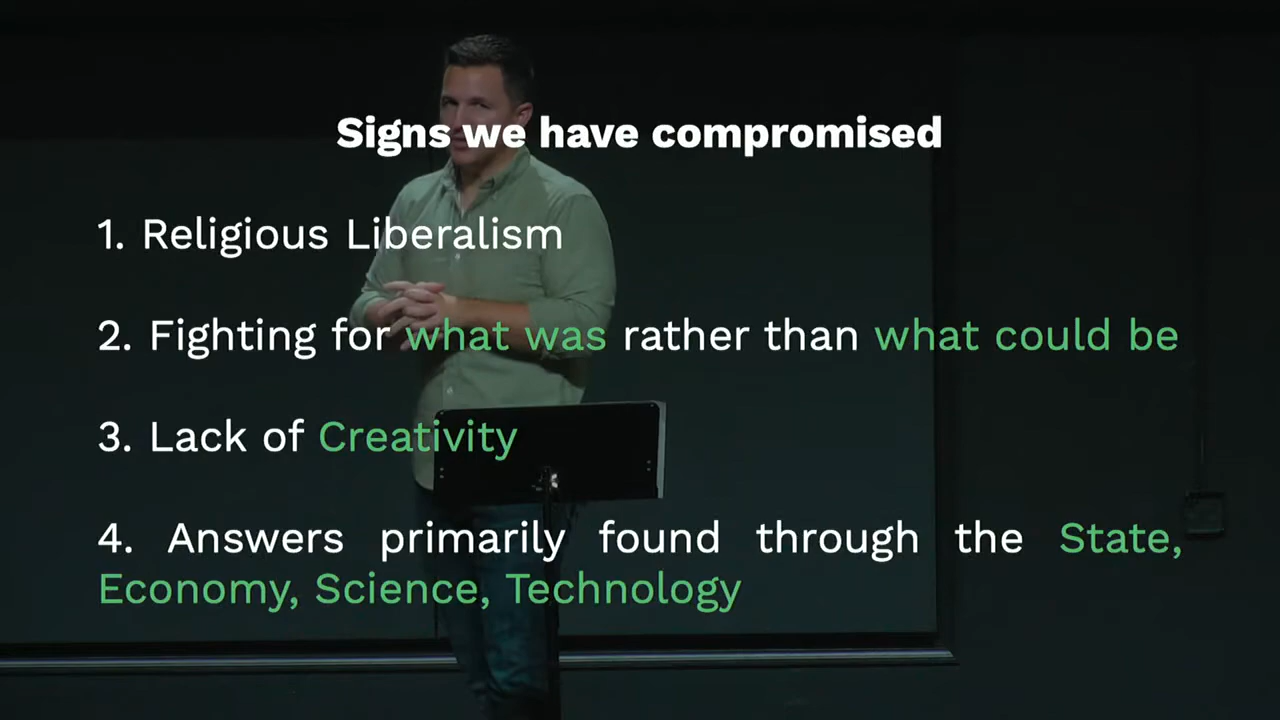 Signs we have compromised
1. Religious Liberalism
2. Fighting for what was rather than what could be
3. Lack of Creativity
4. Answers primarily found through the State,
Economy, Science, Technology